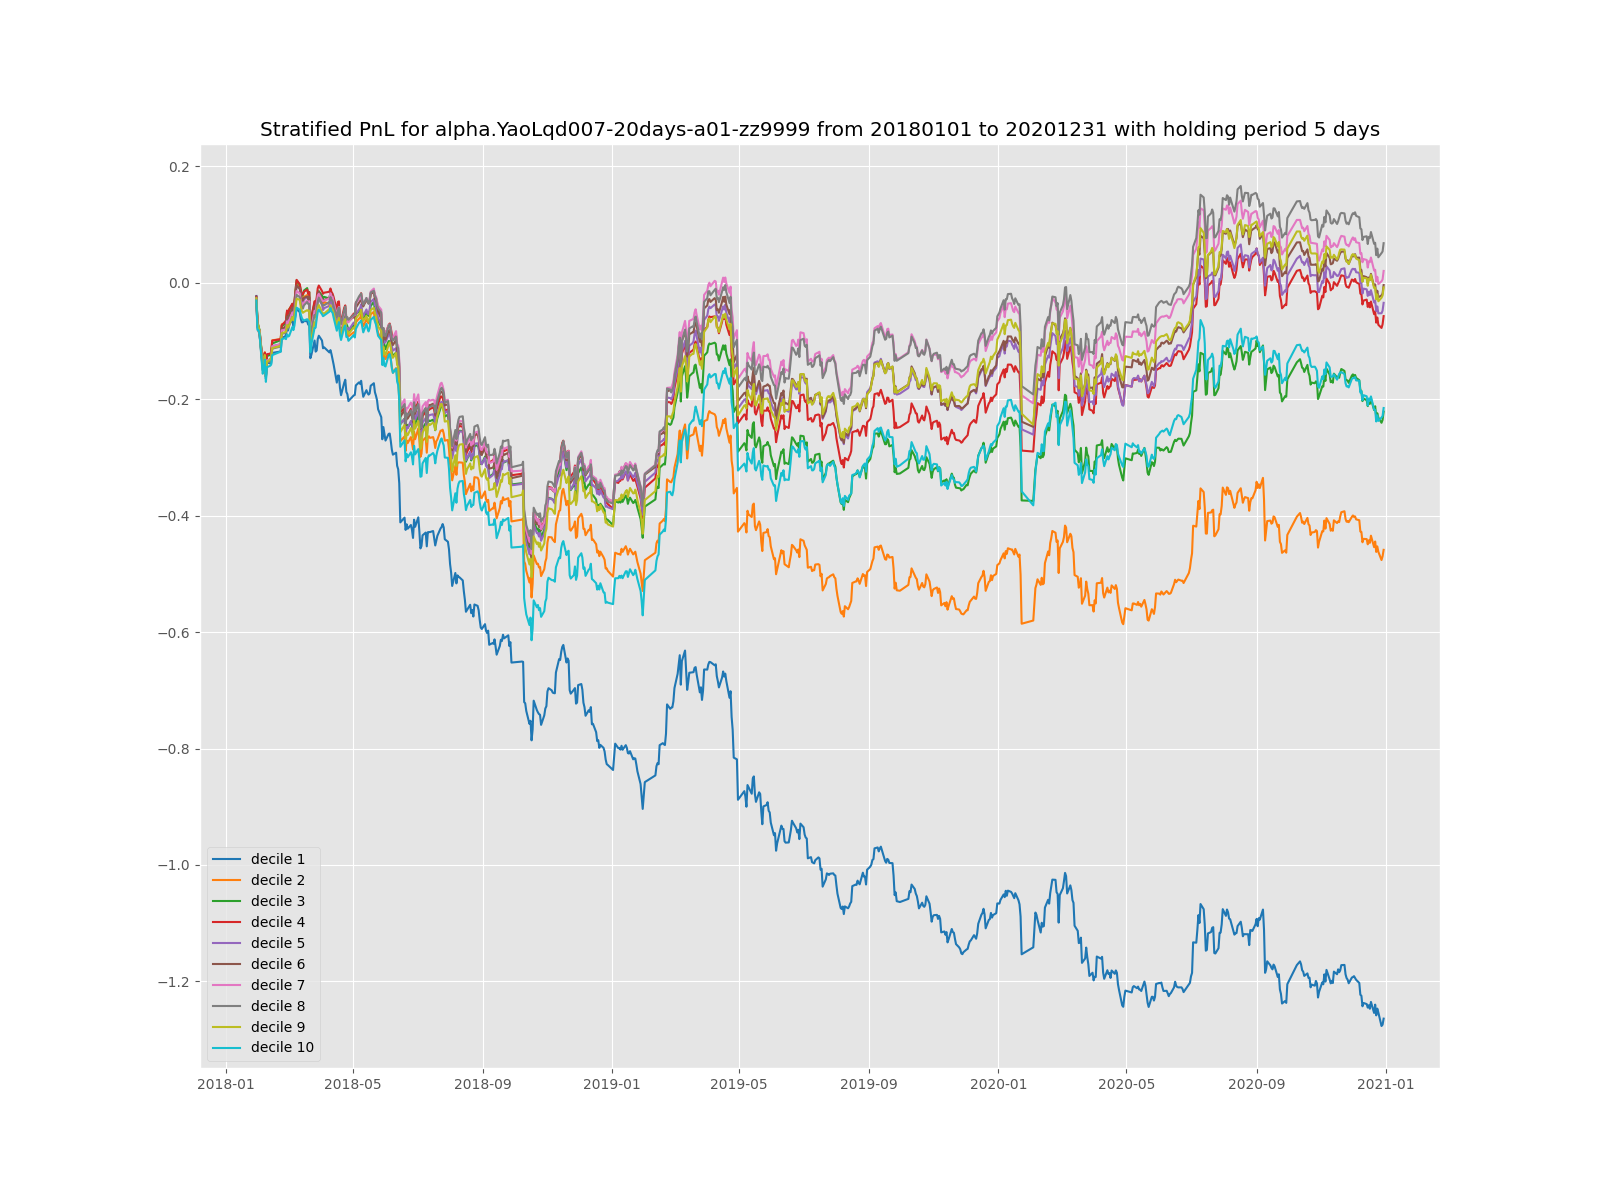 Stratified PnL for alpha.YaoLqd007-20days-a01-zz9999 from 20180101 to 20201231 with holding period 5 days
0.2
0.0
−0.2
−0.4
−0.6
−0.8
−1.0
−1.2
decile 1
decile 2
decile 3
decile 4
decile 5
decile 6
decile 7
decile 8
decile 9
decile 10
2018-01 2018-05 2018-09 2019-01 2019-05 2019-09 2020-01 2020-05 2020-09 2021-01